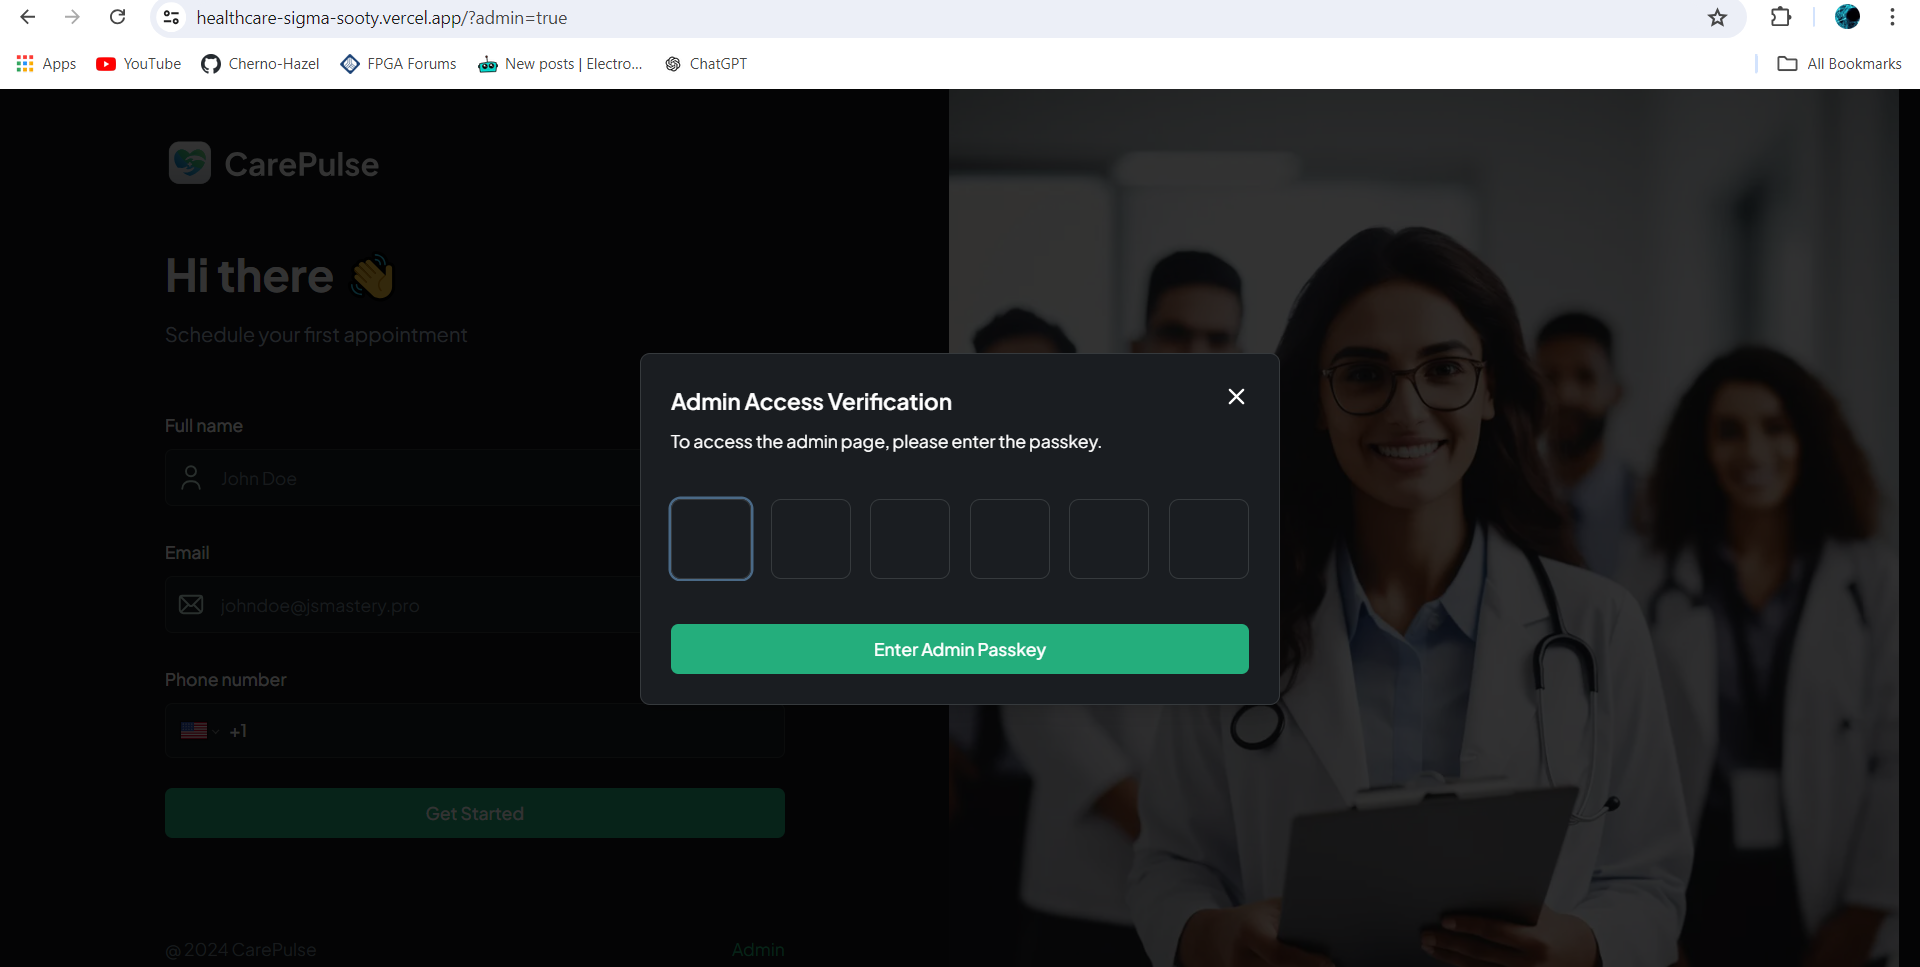 healthcare-sigma-sooty.vercel.app/?admin=true
Apps YouTube Cherno-Hazel FPGA Forums New posts | Electro... ChatGPT All Bookmarks
CarePulse
Hi there 👋
Schedule your first appointment
Full name
John Doe
Email
johndoe@jsmastery.pro
Phone number
+1
Get Started
@ 2024 CarePulse
Admin
Admin Access Verification
To access the admin page, please enter the passkey.
Enter Admin Passkey